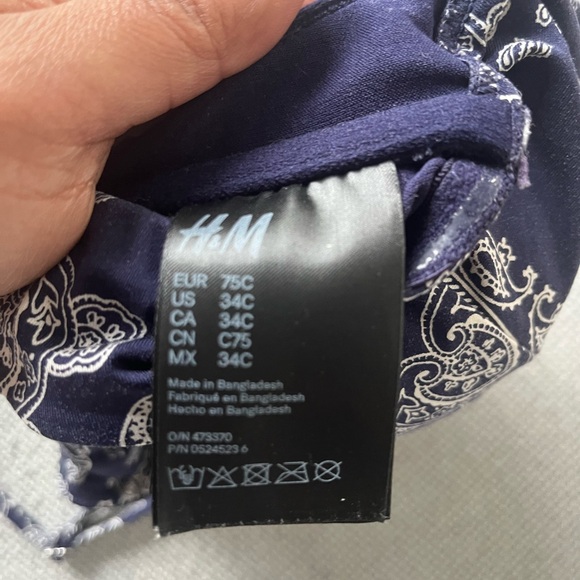 H&M
EUR 75C
US 34C
CA 34C
CN C75
MX 34C
Made in Bangladesh
Fabriqué en Bangladesh
Hecho en Bangladesh
O/N 473370
P/N 0524523 6